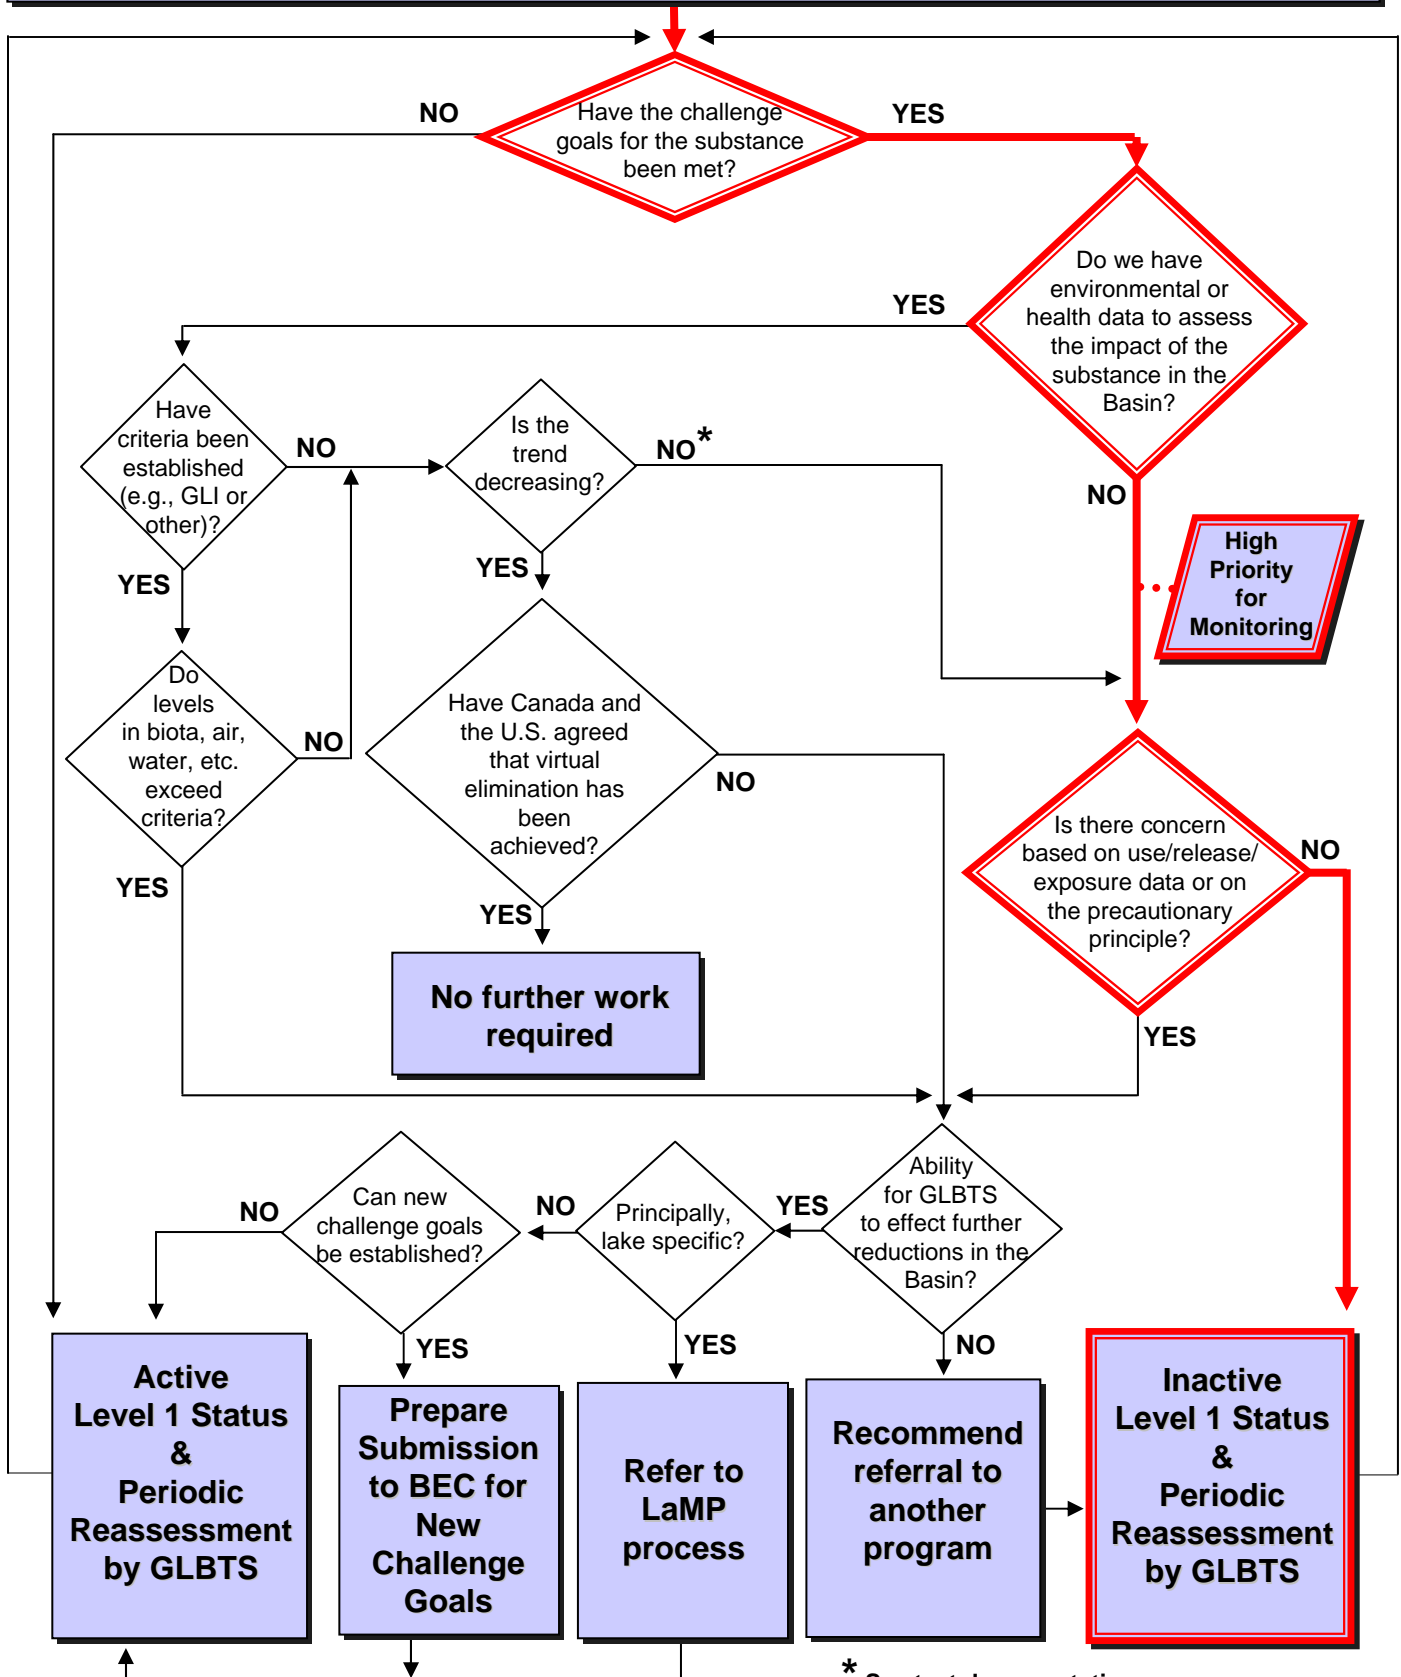 NO
Have the challenge
goals for the substance
been met?
YES
Do we have
environmental or
health data to assess
the impact of the
substance in the
Basin?
YES
NO
Have
criteria been
established
(e.g., GLI or
other)?
NO
YES
Is the
trend
decreasing?
NO*
YES
High
Priority
for
Monitoring
Do
levels
in biota, air,
water, etc.
exceed
criteria?
NO
YES
Have Canada and
the U.S. agreed
that virtual
elimination has
been
achieved?
NO
YES
No further work
required
Is there concern
based on use/release/
exposure data or on
the precautionary
principle?
NO
YES
Ability
for GLBTS
to effect further
reductions in the
Basin?
YES
NO
Principally,
lake specific?
NO
YES
Can new
challenge goals
be established?
NO
YES
Active
Level 1 Status
&
Periodic
Reassessment
by GLBTS
Prepare
Submission
to BEC for
New
Challenge
Goals
Refer to
LaMP
process
Recommend
referral to
another
program
Inactive
Level 1 Status
&
Periodic
Reassessment
by GLBTS
*